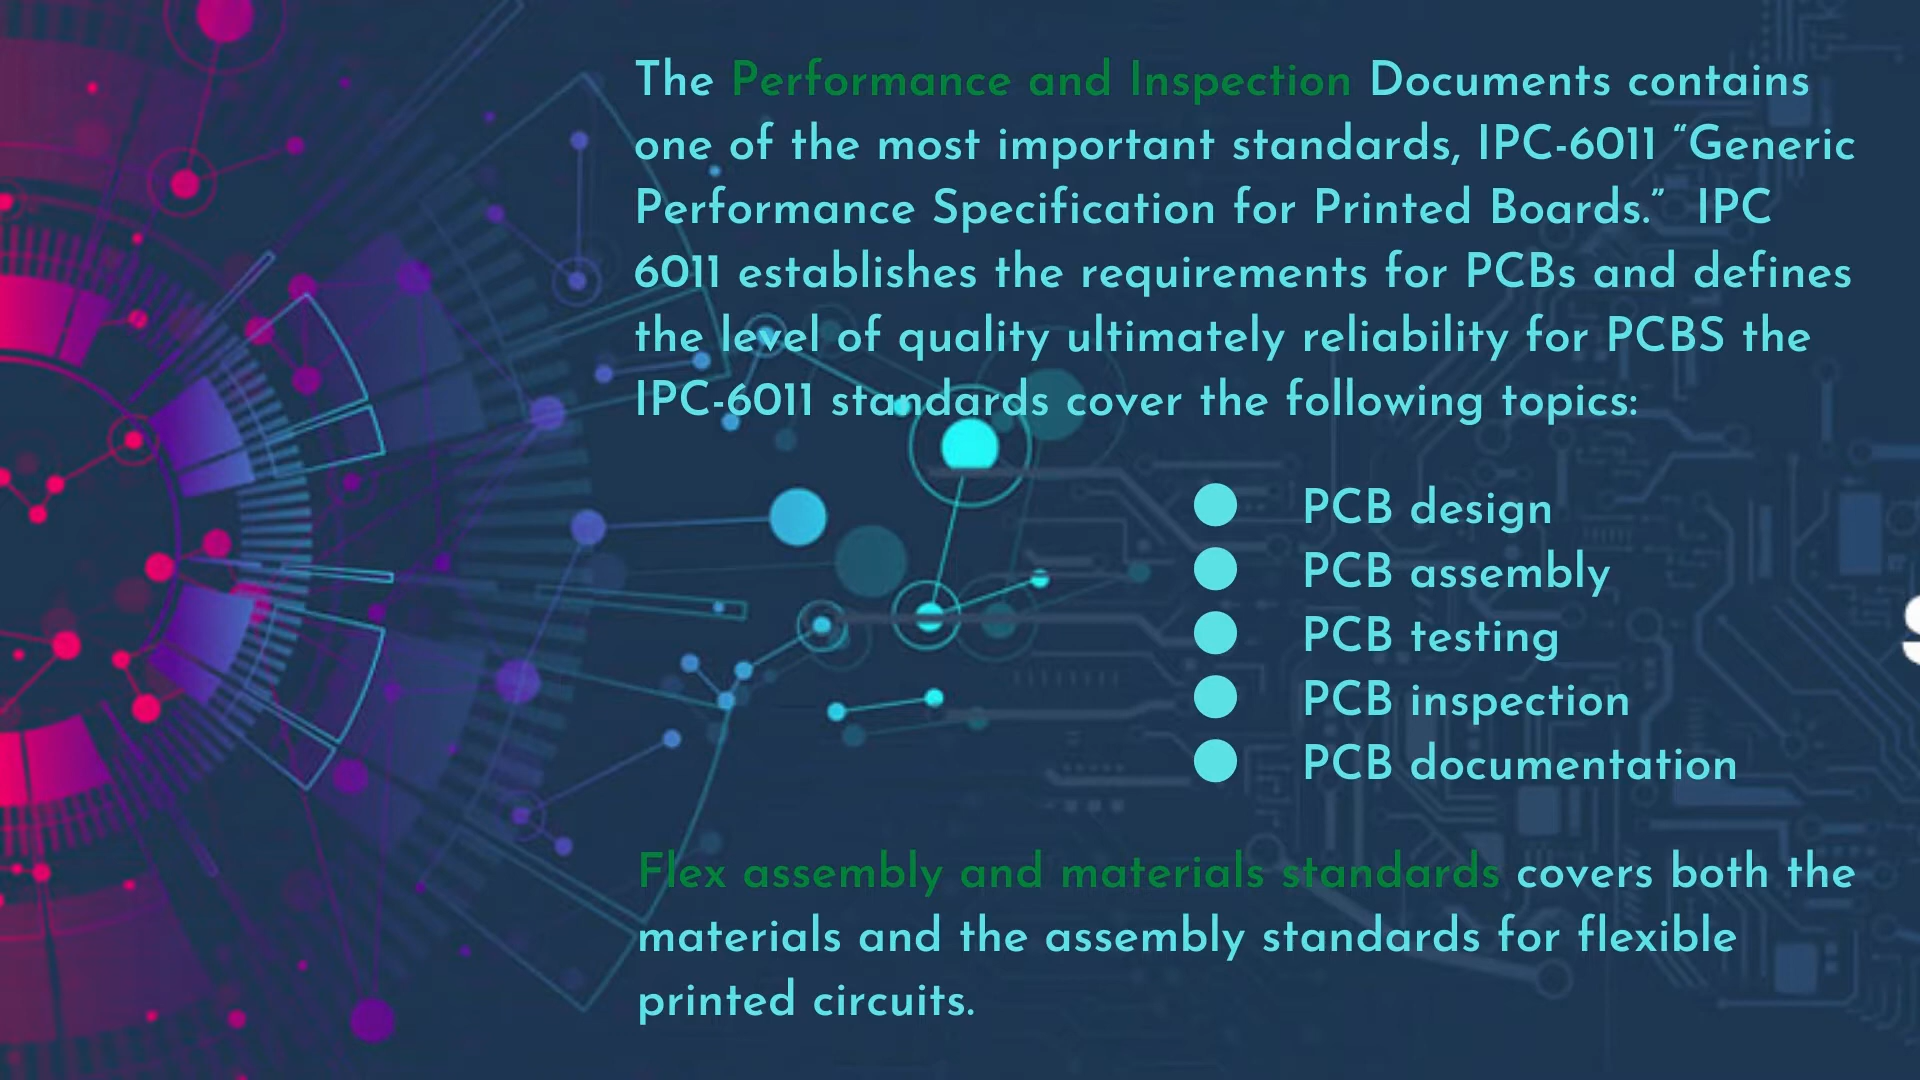 The Performance and Inspection Documents contains
one of the most important standards, IPC-6011 “Generic
Performance Specification for Printed Boards.”  IPC
6011 establishes the requirements for PCBs and defines
the level of quality ultimately reliability for PCBS the
IPC-6011 standards cover the following topics:
PCB design
PCB assembly
PCB testing
PCB inspection
PCB documentation
Flex assembly and materials standards covers both the
materials and the assembly standards for flexible
printed circuits.